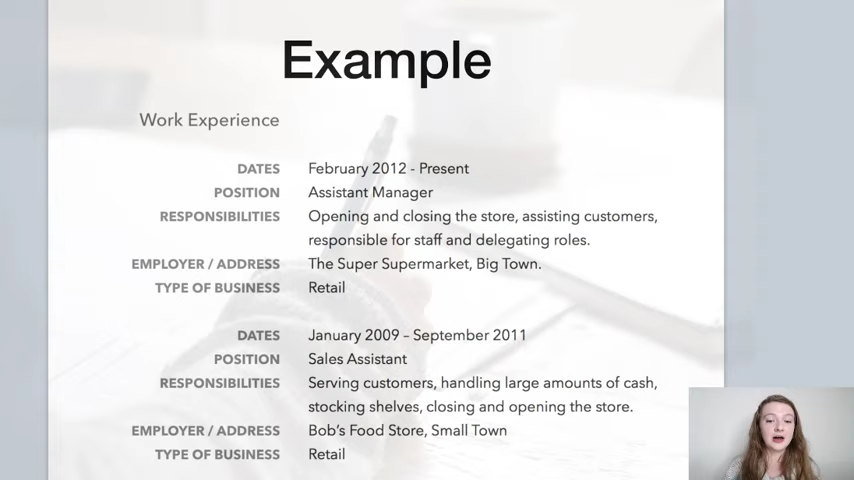 Example
Work Experience
DATES February 2012 - Present
POSITION Assistant Manager
RESPONSIBILITIES Opening and closing the store, assisting customers,
responsible for staff and delegating roles.
EMPLOYER / ADDRESS The Super Supermarket, Big Town.
TYPE OF BUSINESS Retail
DATES January 2009 – September 2011
POSITION Sales Assistant
RESPONSIBILITIES Serving customers, handling large amounts of cash,
stocking shelves, closing and opening the store.
EMPLOYER / ADDRESS Bob’s Food Store, Small Town
TYPE OF BUSINESS Retail